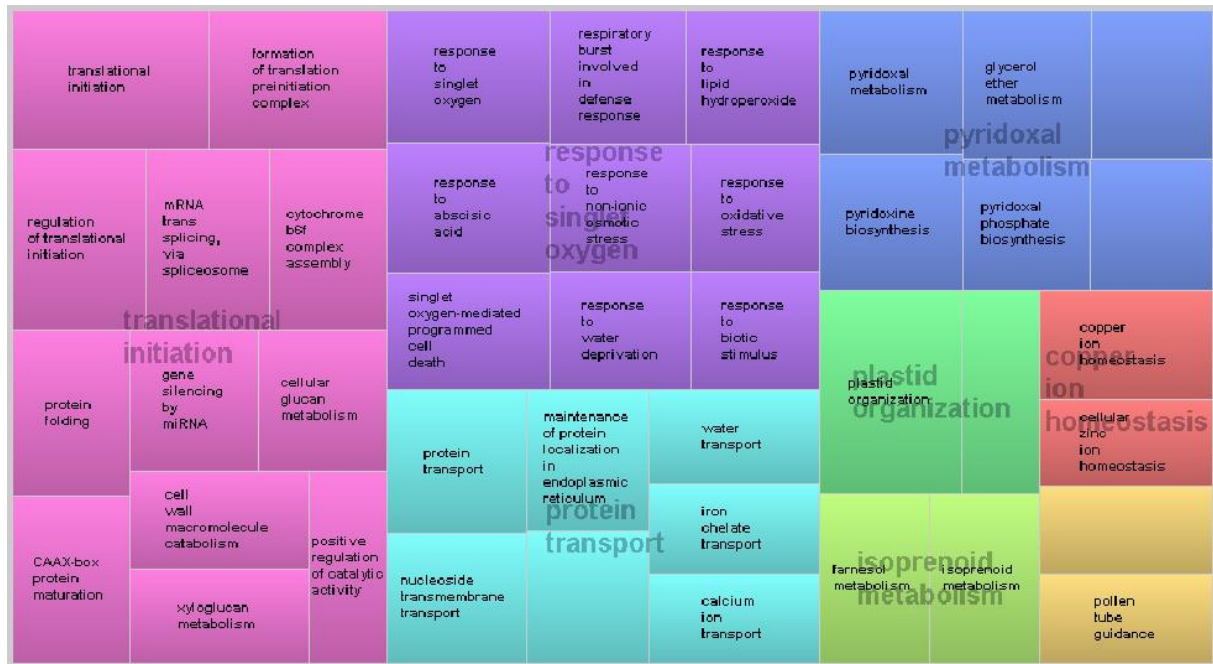 translational
initiation
formation
of translation
preinitiation
complex
regulation
of translational
initiation
mRNA
trans
splicing,
via
spliceosome
cytochrome
b6f
complex
assembly
translational
initiation
protein
folding
gene
silencing
by
miRNA
cellular
glucan
metabolism
CAAX-box
protein
maturation
cell
wall
macromolecule
catabolism
xyloglucan
metabolism
positive
regulation
of catalytic
activity
response
to
singlet
oxygen
respiratory
burst
involved
in
defense
response
response
to
lipid
hydroperoxide
response
to
abscisic
acid
response
to
singlet
oxygen
response
to
non-ionic
osmotic
stress
response
to
oxidative
stress
singlet
oxygen-mediated
programmed
cell
death
response
to
water
deprivation
response
to
biotic
stimulus
protein
transport
maintenance
of protein
localization
in
endoplasmic
reticulum
water
transport
protein
transport
iron
chelate
transport
nucleoside
transmembrane
transport
calcium
ion
transport
pyridoxal
metabolism
glycerol
ether
metabolism
pyridoxal
metabolism
pyridoxine
biosynthesis
pyridoxal
phosphate
biosynthesis
plastid
organization
plastid
organization
copper
ion
homeostasis
copper
ion
homeostasis
cellular
zinc
ion
homeostasis
farnesol
metabolism
isoprenoid
metabolism
isoprenoid
metabolism
pollen
tube
guidance